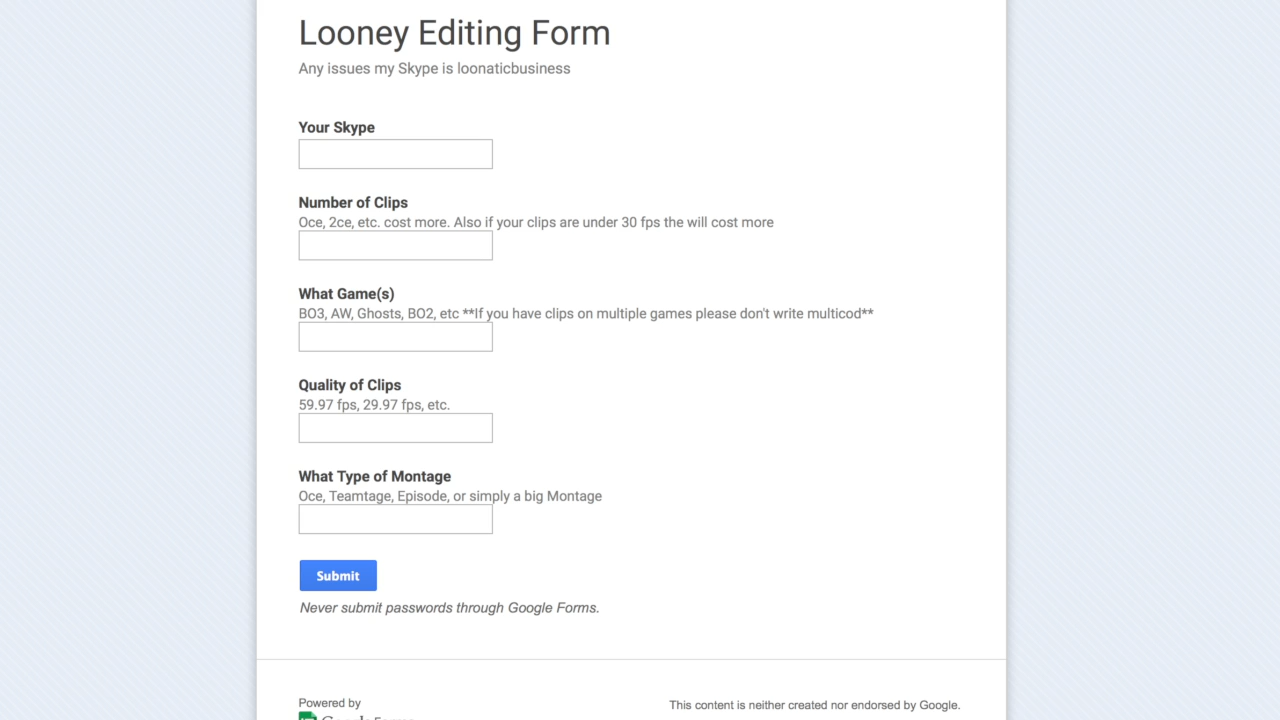 Looney Editing Form
Any issues my Skype is loonaticbusiness
Your Skype
Number of Clips
Oce, 2ce, etc. cost more. Also if your clips are under 30 fps the will cost more
What Game(s)
BO3, AW, Ghosts, BO2, etc **If you have clips on multiple games please don't write multicod**
Quality of Clips
59.97 fps, 29.97 fps, etc.
What Type of Montage
Oce, Teamtage, Episode, or simply a big Montage
Submit
Never submit passwords through Google Forms.
Powered by
This content is neither created nor endorsed by Google.